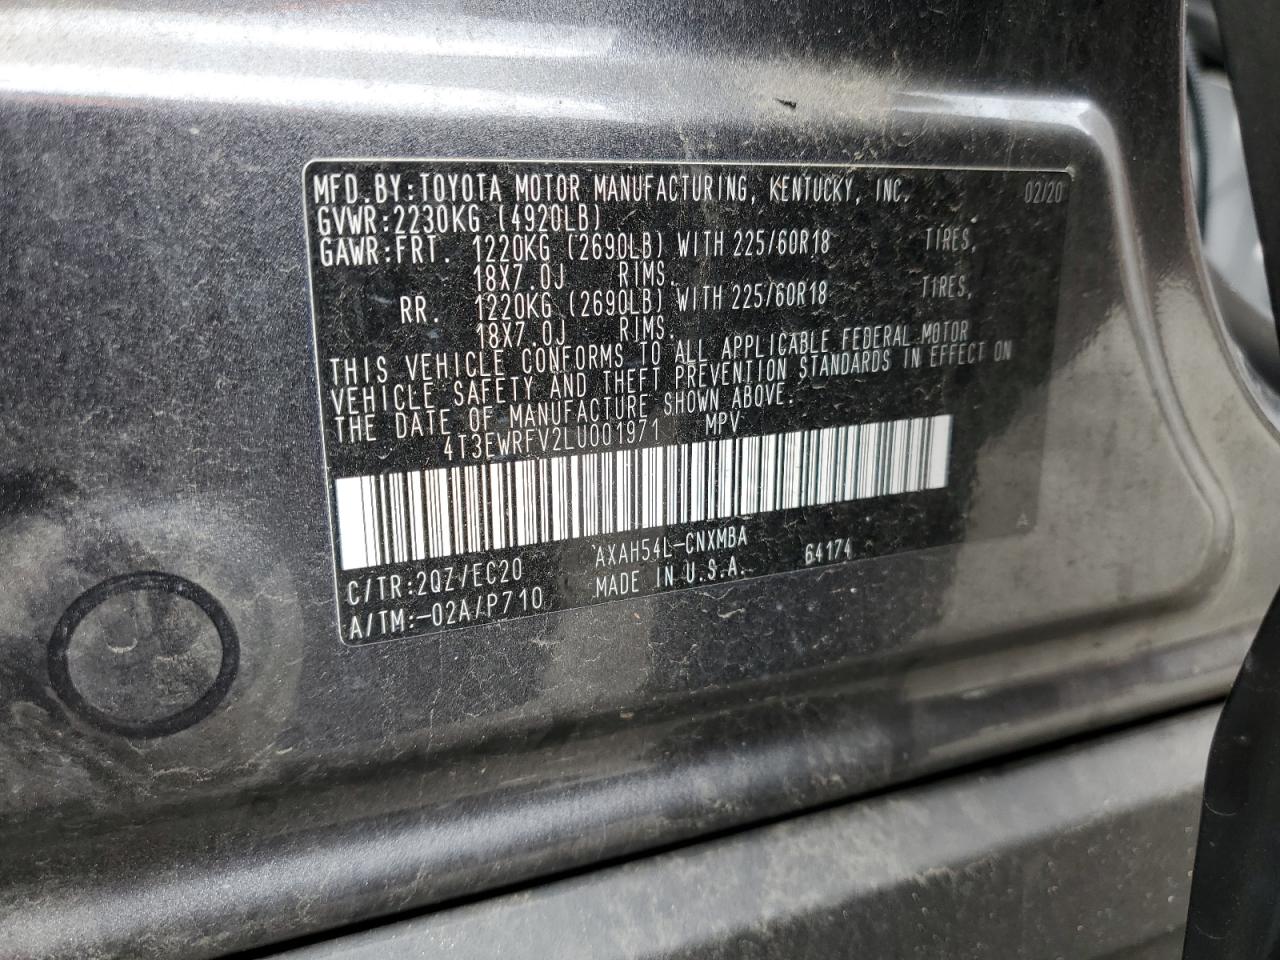 MFD.BY:TOYOTA MOTOR MANUFACTURING, KENTUCKY, INC. 02/20
GVWR:2230KG (4920LB)
GAWR:FRT. 1220KG (2690LB) WITH 225/60R18 TIRES,
18X7.0J RIMS.
RR. 1220KG (2690LB) WITH 225/60R18 TIRES,
18X7.0J RIMS.
THIS VEHICLE CONFORMS TO ALL APPLICABLE FEDERAL MOTOR
VEHICLE SAFETY AND THEFT PREVENTION STANDARDS IN EFFECT ON
THE DATE OF MANUFACTURE SHOWN ABOVE.
4T3EWRFV2LU001971 MPV
C/TR:2QZ/EC20 AXAH54L-CNXMBA 64174
A/TM:-02A/P710 MADE IN U.S.A.
A